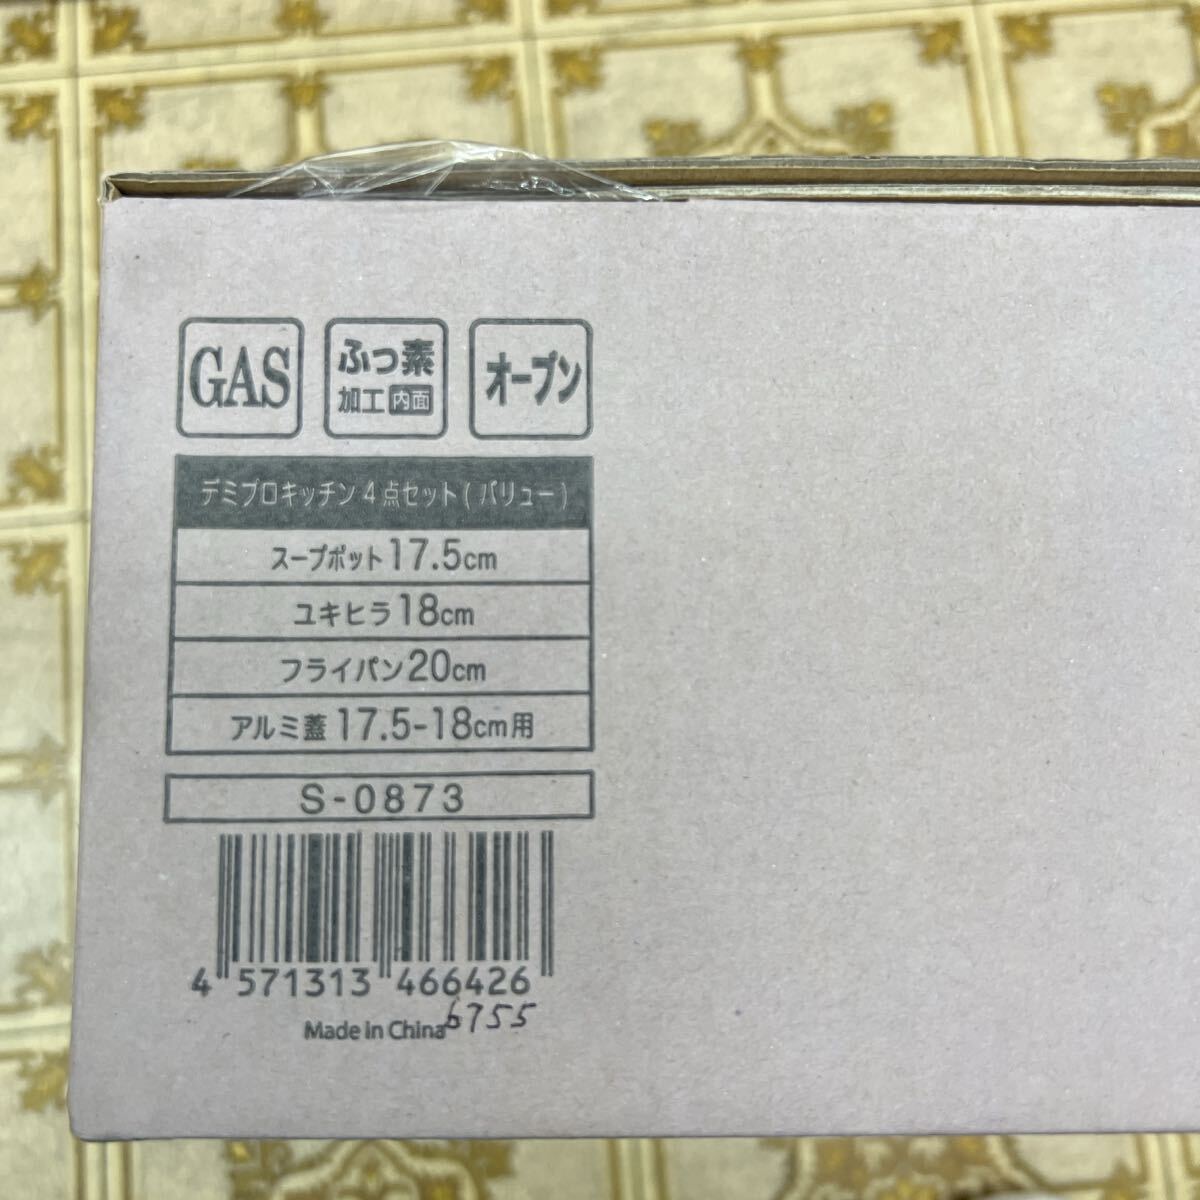 GAS
ふっ素
加工 内面
オーブン
デミプロキッチン4点セット(バリュー)
スープポット17.5cm
ユキヒラ18cm
フライパン20cm
アルミ蓋17.5-18cm用
S-0873
4 571313 466426
Made in China
6755